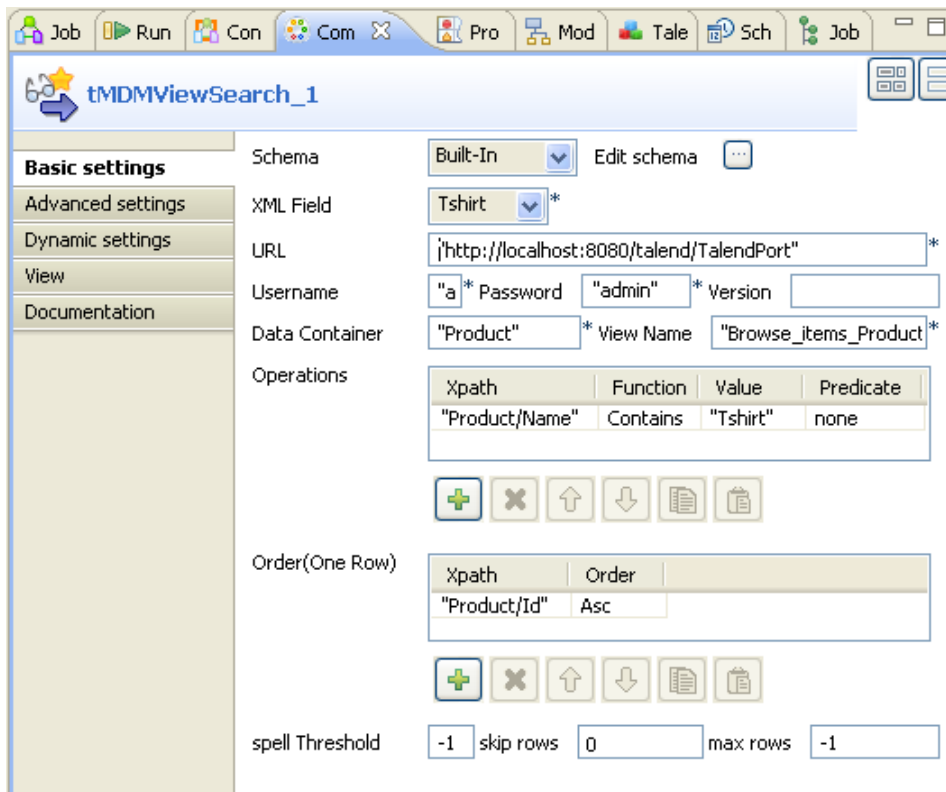 Job Run Con Com Pro Mod Tale Sch Job
tMDMViewSearch_1
Basic settings
Advanced settings
Dynamic settings
View
Documentation
Schema Built-In Edit schema ...
XML Field Tshirt *
URL "http://localhost:8080/talend/TalendPort" *
Username "a * Password "admin" * Version
Data Container "Product" * View Name "Browse_items_Product *
Operations
Xpath Function Value Predicate
"Product/Name" Contains "Tshirt" none
Order(One Row)
Xpath Order
"Product/Id" Asc
spell Threshold -1 skip rows 0 max rows -1